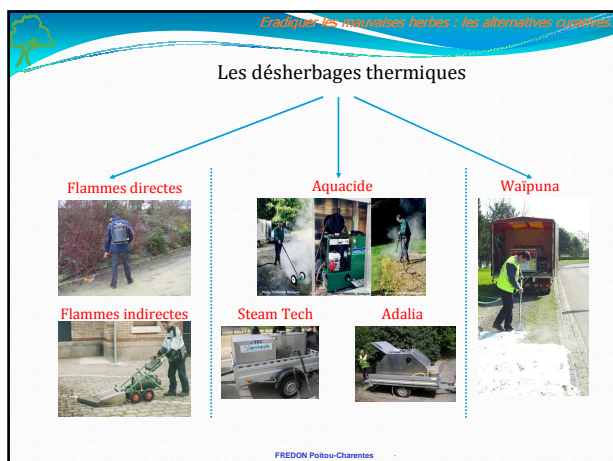 Eradiquer les mauvaises herbes : les alternatives curatives
Les désherbages thermiques
Flammes directes
Aquacide
Waïpuna
Flammes indirectes
Steam Tech
Adalia
FREDON Poitou-Charentes